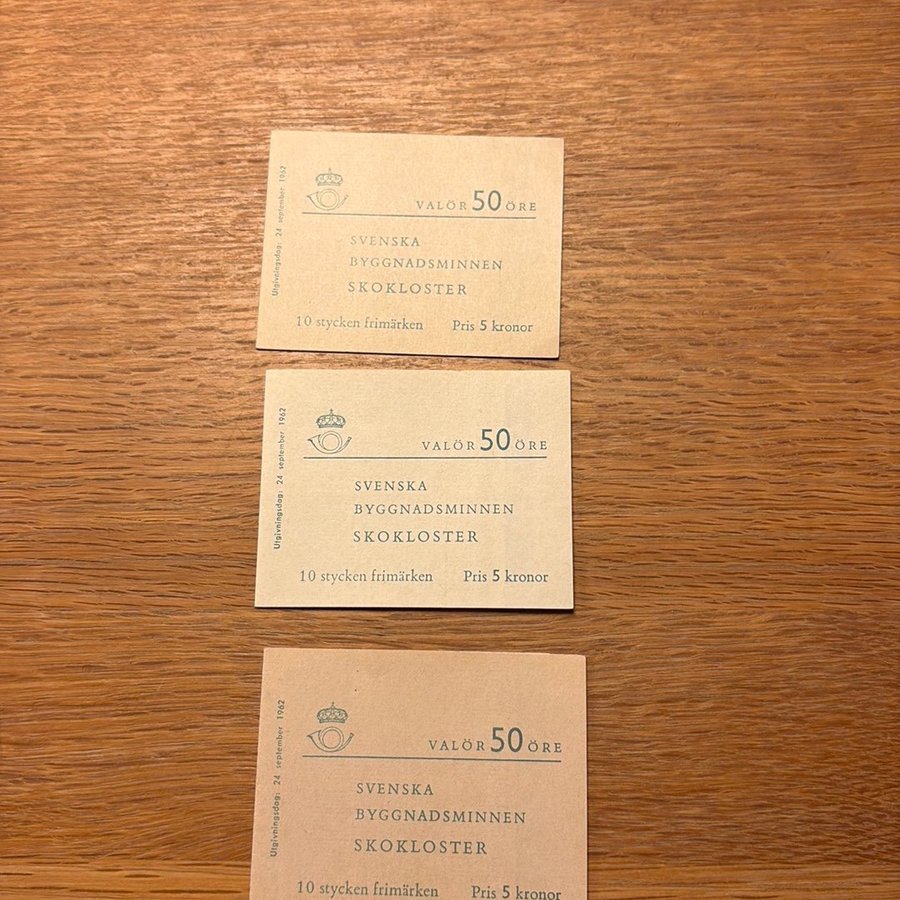 Utgivningsdag: 24 september 1962
VALÖR 50 ÖRE
SVENSKA
BYGGNADSMINNEN
SKOKLOSTER
10 stycken frimärken Pris 5 kronor
Utgivningsdag: 24 september 1962
VALÖR 50 ÖRE
SVENSKA
BYGGNADSMINNEN
SKOKLOSTER
10 stycken frimärken Pris 5 kronor
Utgivningsdag: 24 september 1962
VALÖR 50 ÖRE
SVENSKA
BYGGNADSMINNEN
SKOKLOSTER
10 stycken frimärken Pris 5 kronor